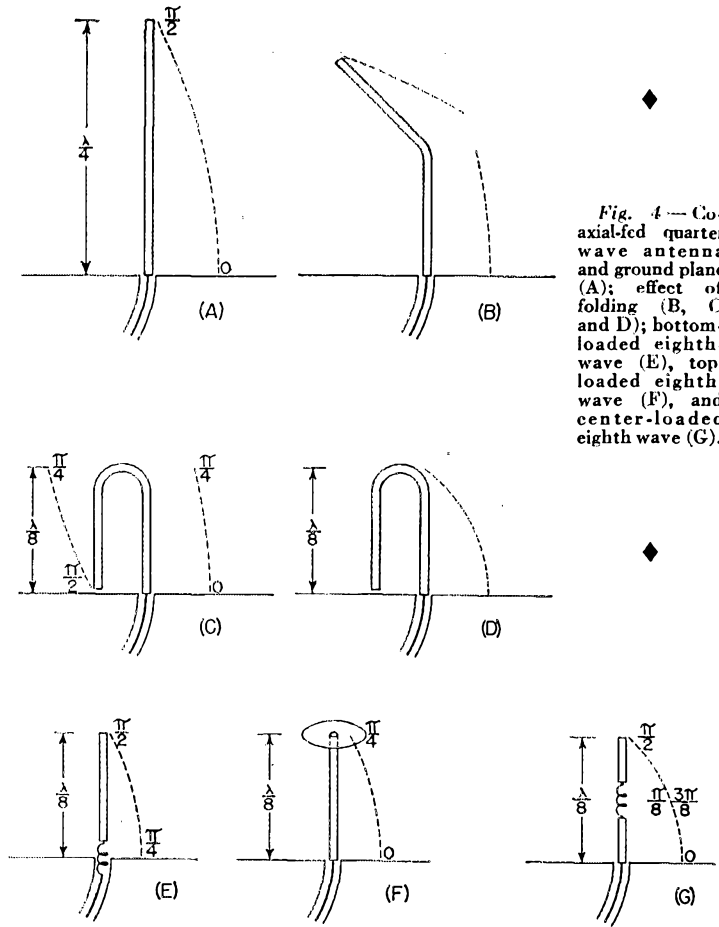 π/2
λ/4
0
(A)
(B)
Fig. 4 — Co-
axial-fed quarter
wave antenna
and ground plane
(A); effect of
folding (B, C
and D); bottom-
loaded eighth
wave (E), top-
loaded eighth
wave (F), and
center-loaded
eighth wave (G).
π/4
π/4
λ/8
π/2
0
(C)
λ/8
(D)
π/2
λ/8
π/4
(E)
π/4
λ/8
0
(F)
π/2
λ/8
π/8 3π/8
0
(G)